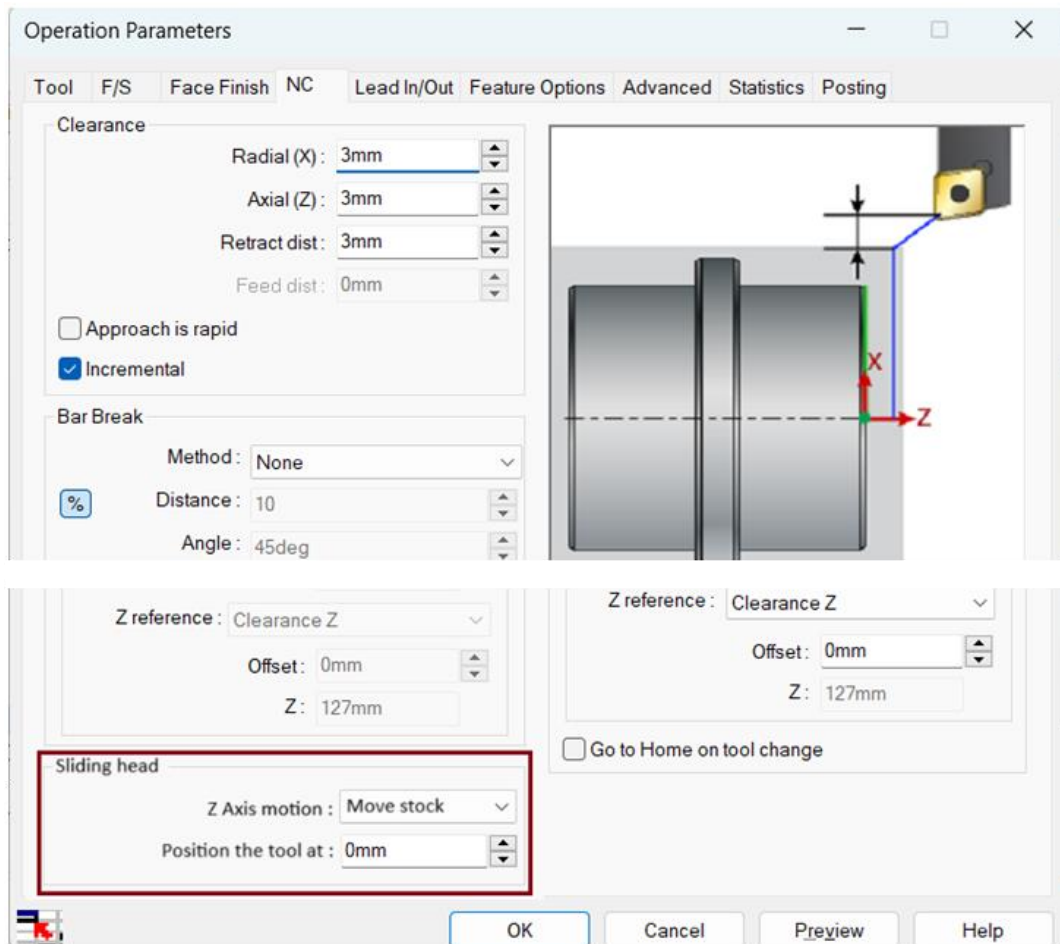 Operation Parameters
Tool F/S Face Finish NC Lead In/Out Feature Options Advanced Statistics Posting
Clearance
Radial (X) : 3mm
Axial (Z) : 3mm
Retract dist : 3mm
Feed dist : 0mm
Approach is rapid
Incremental
Bar Break
Method : None
% Distance : 10
Angle : 45deg
X
Z
Z reference : Clearance Z
Offset : 0mm
Z : 127mm
Z reference : Clearance Z
Offset : 0mm
Z : 127mm
Go to Home on tool change
Sliding head
Z Axis motion : Move stock
Position the tool at : 0mm
OK Cancel Preview Help